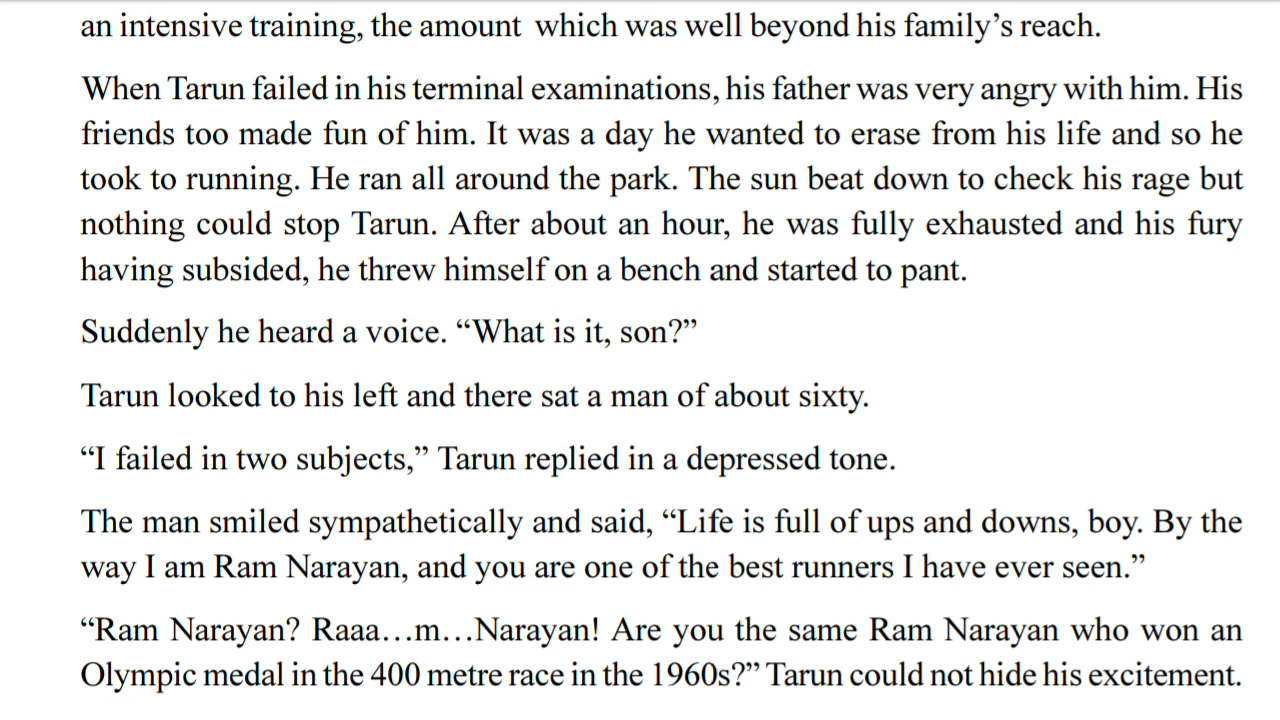 an intensive training, the amount which was well beyond his family’s reach.
When Tarun failed in his terminal examinations, his father was very angry with him. His
friends too made fun of him. It was a day he wanted to erase from his life and so he
took to running. He ran all around the park. The sun beat down to check his rage but
nothing could stop Tarun. After about an hour, he was fully exhausted and his fury
having subsided, he threw himself on a bench and started to pant.
Suddenly he heard a voice. “What is it, son?”
Tarun looked to his left and there sat a man of about sixty.
“I failed in two subjects,” Tarun replied in a depressed tone.
The man smiled sympathetically and said, “Life is full of ups and downs, boy. By the
way I am Ram Narayan, and you are one of the best runners I have ever seen.”
“Ram Narayan? Raaa…m…Narayan! Are you the same Ram Narayan who won an
Olympic medal in the 400 metre race in the 1960s?” Tarun could not hide his excitement.